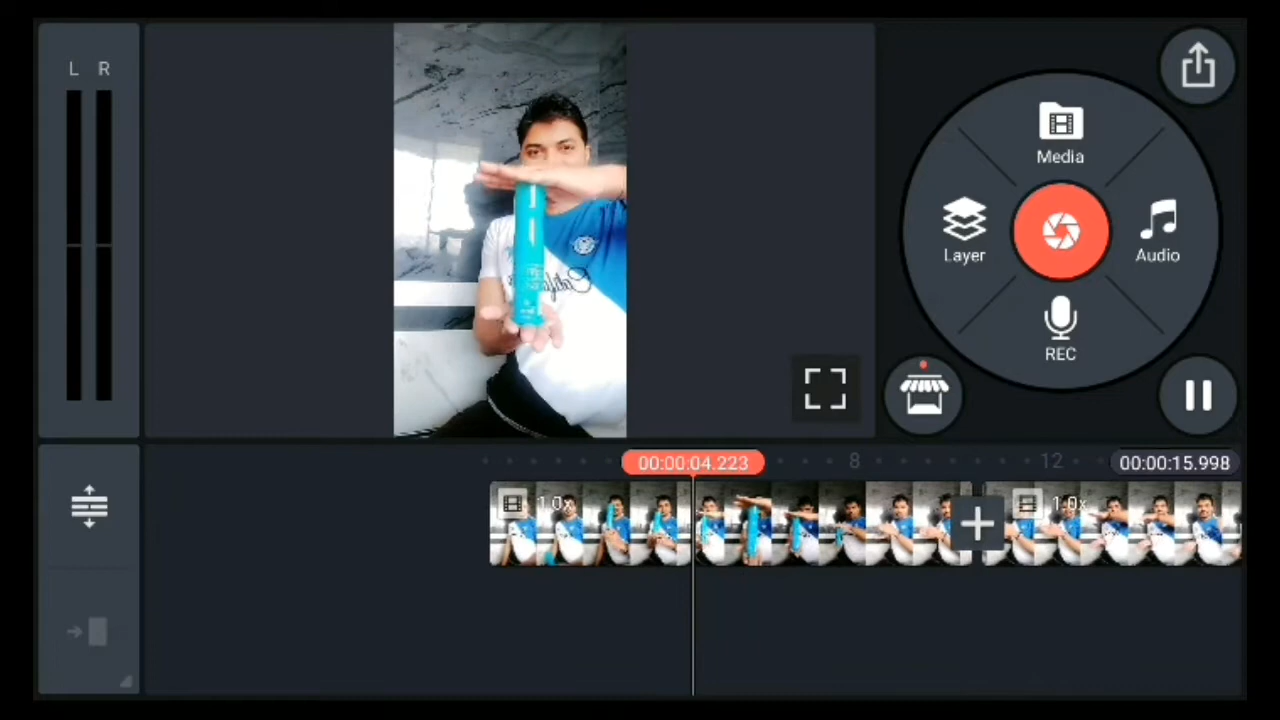 L R
Media
Layer
Audio
REC
00:00:04.223
8
12
00:00:15.998
1.0x
1.0x